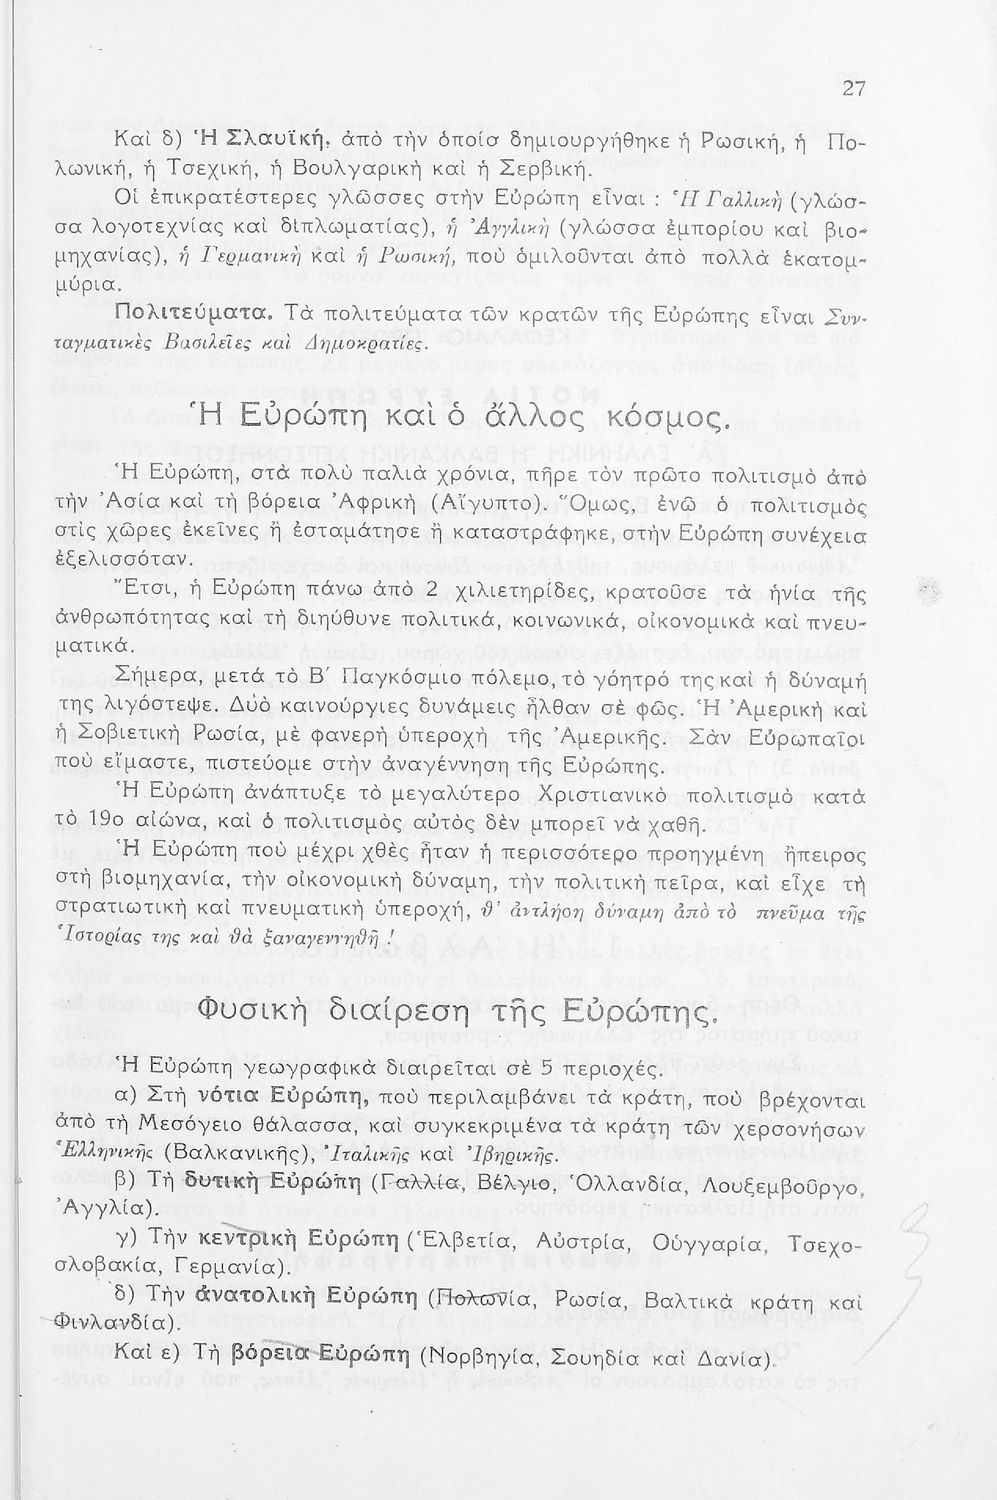 27
Καὶ δ) Ἡ Σλαυϊκή, ἀπὸ τὴν ὁποία δημιουργήθηκε ἡ Ρωσική, ἡ Πο-
λωνική, ἡ Τσεχική, ἡ Βουλγαρικὴ καὶ ἡ Σερβική.
Οἱ ἐπικρατέστερες γλῶσσες στὴν Εὐρώπη εἶναι : Ἡ Γαλλικὴ (γλώσ-
σα λογοτεχνίας καὶ διπλωματίας), ἡ Ἀγγλικὴ (γλώσσα ἐμπορίου καὶ βιο-
μηχανίας), ἡ Γερμανικὴ καὶ ἡ Ρωσική, ποὺ ὁμιλοῦνται ἀπὸ πολλὰ ἑκατομ-
μύρια.
Πολιτεύματα. Τὰ πολιτεύματα τῶν κρατῶν τῆς Εὐρώπης εἶναι Συν-
ταγματικὲς Βασιλεῖες καὶ Δημοκρατίες.
Ἡ Εὐρώπη καὶ ὁ ἄλλος κόσμος.
Ἡ Εὐρώπη, στὰ πολὺ παλιὰ χρόνια, πῆρε τὸν πρῶτο πολιτισμὸ ἀπὸ
τὴν Ἀσία καὶ τὴ βόρεια Ἀφρικὴ (Αἴγυπτο). Ὅμως, ἐνῶ ὁ πολιτισμὸς
στὶς χῶρες ἐκεῖνες ἢ ἐσταμάτησε ἢ καταστράφηκε, στὴν Εὐρώπη συνέχεια
ἐξελισσόταν.
Ἔτσι, ἡ Εὐρώπη πάνω ἀπὸ 2 χιλιετηρίδες, κρατοῦσε τὰ ἡνία τῆς
ἀνθρωπότητας καὶ τὴ διηύθυνε πολιτικά, κοινωνικά, οἰκονομικὰ καὶ πνευ-
ματικά.
Σήμερα, μετά τὸ Β΄ Παγκόσμιο πόλεμο, τὸ γόητρό της καὶ ἡ δύναμή
της λιγόστεψε. Δυὸ καινούργιες δυνάμεις ἦλθαν σὲ φῶς. Ἡ Ἀμερικὴ καὶ
ἡ Σοβιετικὴ Ρωσία, μὲ φανερὴ ὑπεροχὴ τῆς Ἀμερικῆς. Σὰν Εὐρωπαῖοι
ποὺ εἴμαστε, πιστεύομε στὴν ἀναγέννηση τῆς Εὐρώπης.
Ἡ Εὐρώπη ἀνάπτυξε τὸ μεγαλύτερο Χριστιανικὸ πολιτισμὸ κατὰ
τὸ 19ο αἰώνα, καὶ ὁ πολιτισμὸς αὐτὸς δὲν μπορεῖ νὰ χαθῆ.
Ἡ Εὐρώπη ποὺ μέχρι χθὲς ἦταν ἡ περισσότερο προηγμένη ἤπειρος
στὴ βιομηχανία, τὴν οἰκονομικὴ δύναμη, τὴν πολιτικὴ πεῖρα, καὶ εἶχε τὴ
στρατιωτικὴ καὶ πνευματικὴ ὑπεροχή, θ' ἀντλήση δύναμη ἀπὸ τὸ πνεῦμα τῆς
Ἱστορίας της καὶ θὰ ξαναγεννηθῆ !
Φυσικὴ διαίρεση τῆς Εὐρώπης.
Ἡ Εὐρώπη γεωγραφικὰ διαιρεῖται σὲ 5 περιοχές.
α) Στὴ νότια Εὐρώπη, ποὺ περιλαμβάνει τὰ κράτη, ποὺ βρέχονται
ἀπὸ τὴ Μεσόγειο θάλασσα, καὶ συγκεκριμένα τὰ κράτη τῶν χερσονήσων
Ἑλληνικῆς (Βαλκανικῆς), Ἰταλικῆς καὶ Ἰβηρικῆς.
β) Τὴ δυτικὴ Εὐρώπη (Γαλλία, Βέλγιο, Ὁλλανδία, Λουξεμβοῦργο,
Ἀγγλία).
γ) Τὴν κεντρικὴ Εὐρώπη (Ἑλβετία, Αὐστρία, Οὑγγαρία, Τσεχο-
σλοβακία, Γερμανία).
δ) Τὴν ἀνατολικὴ Εὐρώπη (Πολωνία, Ρωσία, Βαλτικὰ κράτη καὶ
Φινλανδία).
Καὶ ε) Τὴ βόρεια Εὐρώπη (Νορβηγία, Σουηδία καὶ Δανία).